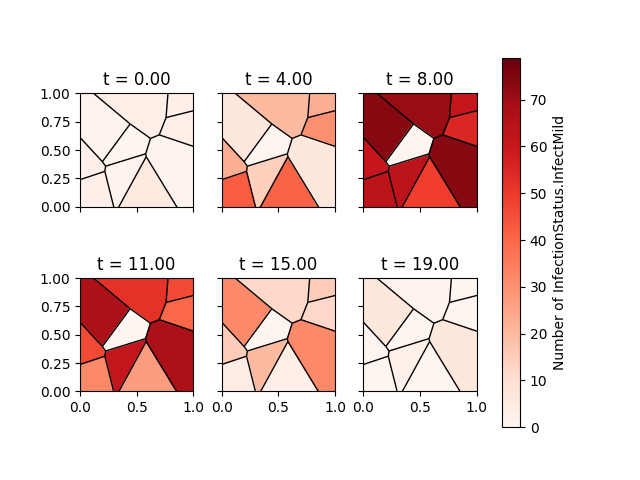 t = 0.00
t = 4.00
t = 8.00
1.00
0.75
0.50
0.25
0.00
t = 11.00
t = 15.00
t = 19.00
1.00
0.75
0.50
0.25
0.00
0.0 0.5 1.0
0.0 0.5 1.0
0.0 0.5 1.0
70
60
50
40
30
20
10
0
Number of InfectionStatus.InfectMild